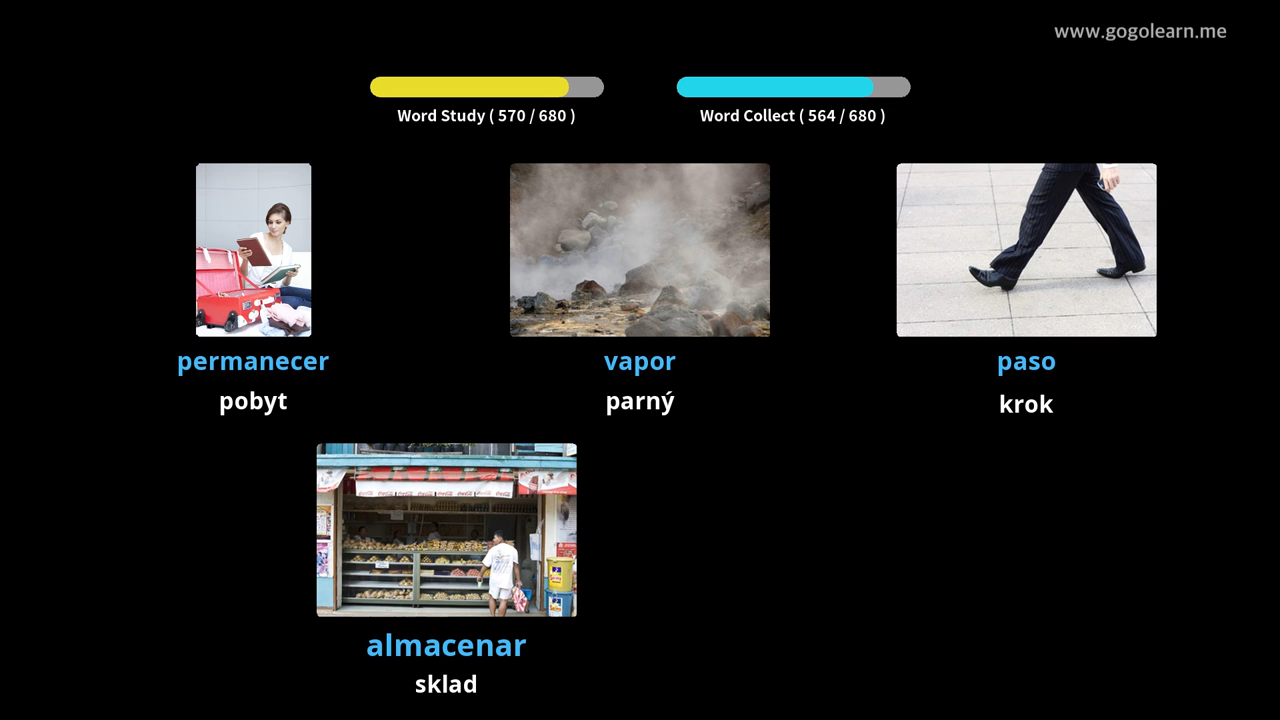 www.gogolearn.me
Word Study ( 570 / 680 )
Word Collect ( 564 / 680 )
permanecer
vapor
paso
pobyt
parný
krok
almacenar
sklad